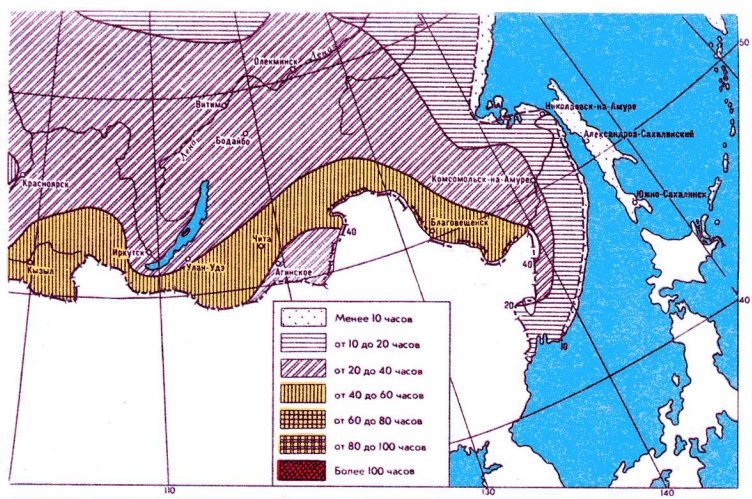 50
Олекминск
Лена
Витим
Николаевск-на-Амуре
Бодайбо
Лена
Александров-Сахалинский
Красноярск
Комсомольск-на-Амуре
Южно-Сахалинск
Благовещенск
Чита
40
Иркутск
Улан-Удэ
Кызыл
Агинское
40
20
40
10
Менее 10 часов
от 10 до 20 часов
от 20 до 40 часов
от 40 до 60 часов
от 60 до 80 часов
от 80 до 100 часов
Более 100 часов
110
130
140